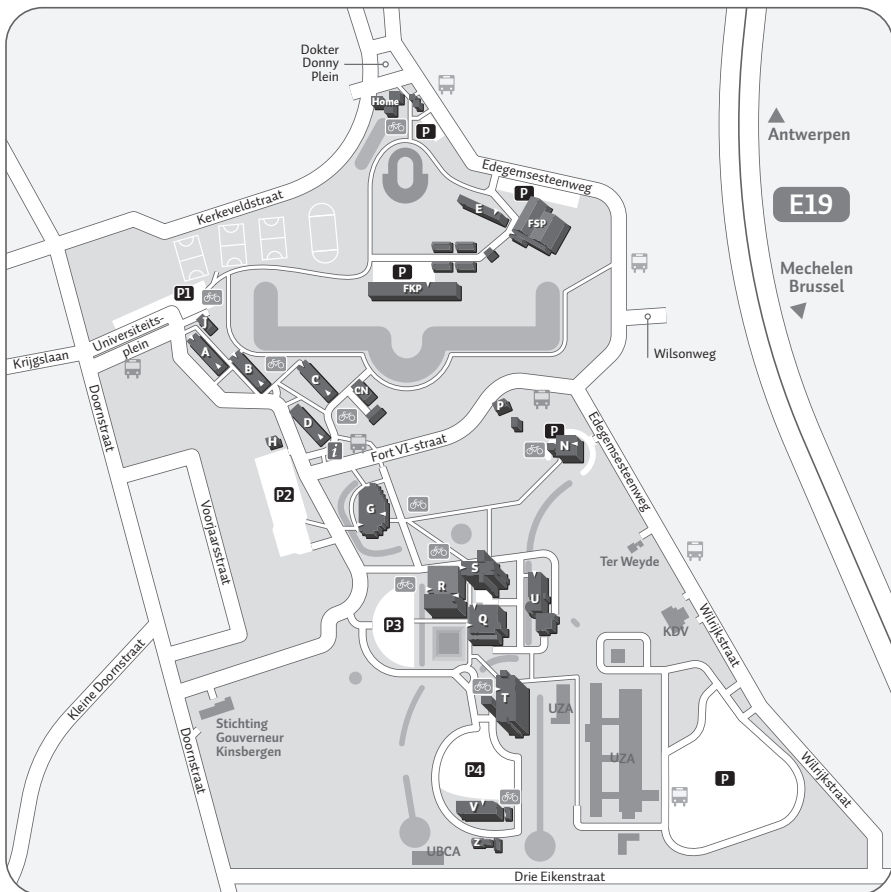 Dokter
Donny
Plein
Home
P
Antwerpen
Edegemsesteenweg
P
E
FSP
E19
Kerkeveldstraat
P
FKP
Mechelen
Brussel
P1
J
Universiteits-
plein
Krijgslaan
A
B
C
CN
D
Wilsonweg
Doornstraat
H
i
Fort VI-straat
P
P
N
Edegemsesteenweg
P2
G
Voorjaarsstraat
Ter Weyde
S
R
U
Q
P3
KDV
Wilrijkstraat
Kleine Doornstraat
T
UZA
UZA
Stichting
Gouverneur
Kinsbergen
Doornstraat
P4
V
P
Wilrijkstraat
Z
UBCA
Drie Eikenstraat